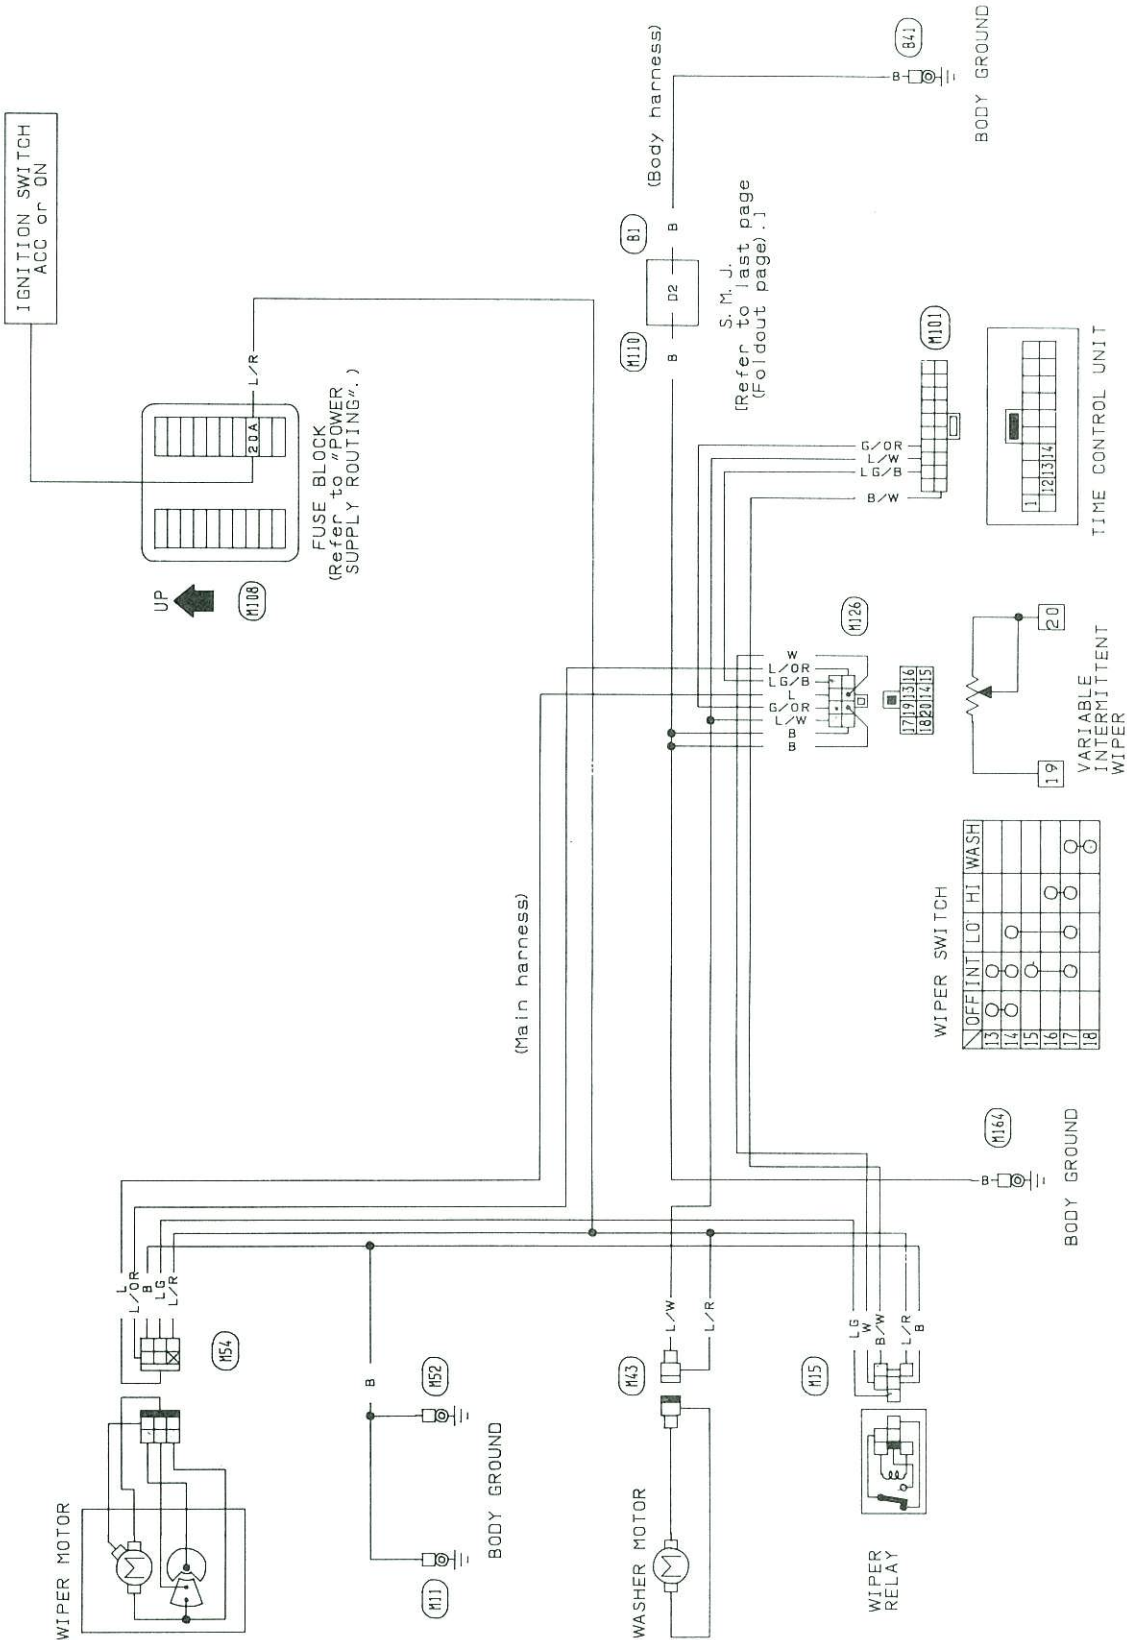 IGNITION SWITCH
ACC or ON
20A
L/R
FUSE BLOCK
(Refer to "POWER
SUPPLY ROUTING".)
UP
M108
(Body harness)
B41
B
BODY GROUND
B1
B
D2
M110
B
S. M. J.
[Refer to last page
(Foldout page).]
M101
G/OR
L/W
LG/B
B/W
1
12 13 14
TIME CONTROL UNIT
M126
W
L/OR
LG/B
L
G/OR
L/W
B
B
17 19 13 16
18 20 14 15
20
19
VARIABLE
INTERMITTENT
WIPER
WIPER SWITCH
OFF INT LO HI WASH
13
14
15
16
17
18
(Main harness)
M164
B
BODY GROUND
L
L/OR
B
LG
L/R
M54
WIPER MOTOR
M
B
M52
M11
BODY GROUND
L/W
L/R
M43
WASHER MOTOR
M
LG
W
B/W
L/R
B
M15
WIPER
RELAY